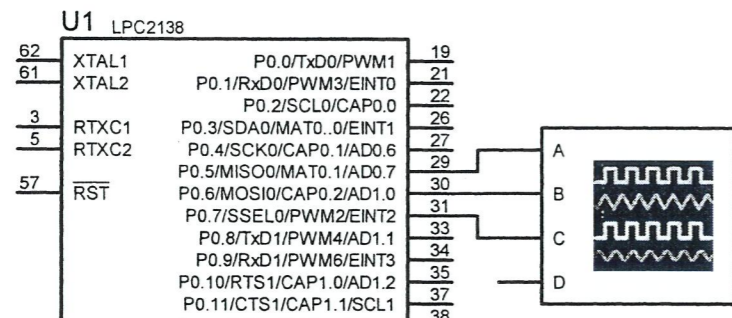 U1 LPC2138
62 XTAL1 P0.0/TxD0/PWM1 19
61 XTAL2 P0.1/RxD0/PWM3/EINT0 21
P0.2/SCL0/CAP0.0 22
3 RTXC1 P0.3/SDA0/MAT0..0/EINT1 26
5 RTXC2 P0.4/SCK0/CAP0.1/AD0.6 27
P0.5/MISO0/MAT0.1/AD0.7 29
57 RST P0.6/MOSI0/CAP0.2/AD1.0 30
P0.7/SSEL0/PWM2/EINT2 31
P0.8/TxD1/PWM4/AD1.1 33
P0.9/RxD1/PWM6/EINT3 34
P0.10/RTS1/CAP1.0/AD1.2 35
P0.11/CTS1/CAP1.1/SCL1 37
38
A
B
C
D